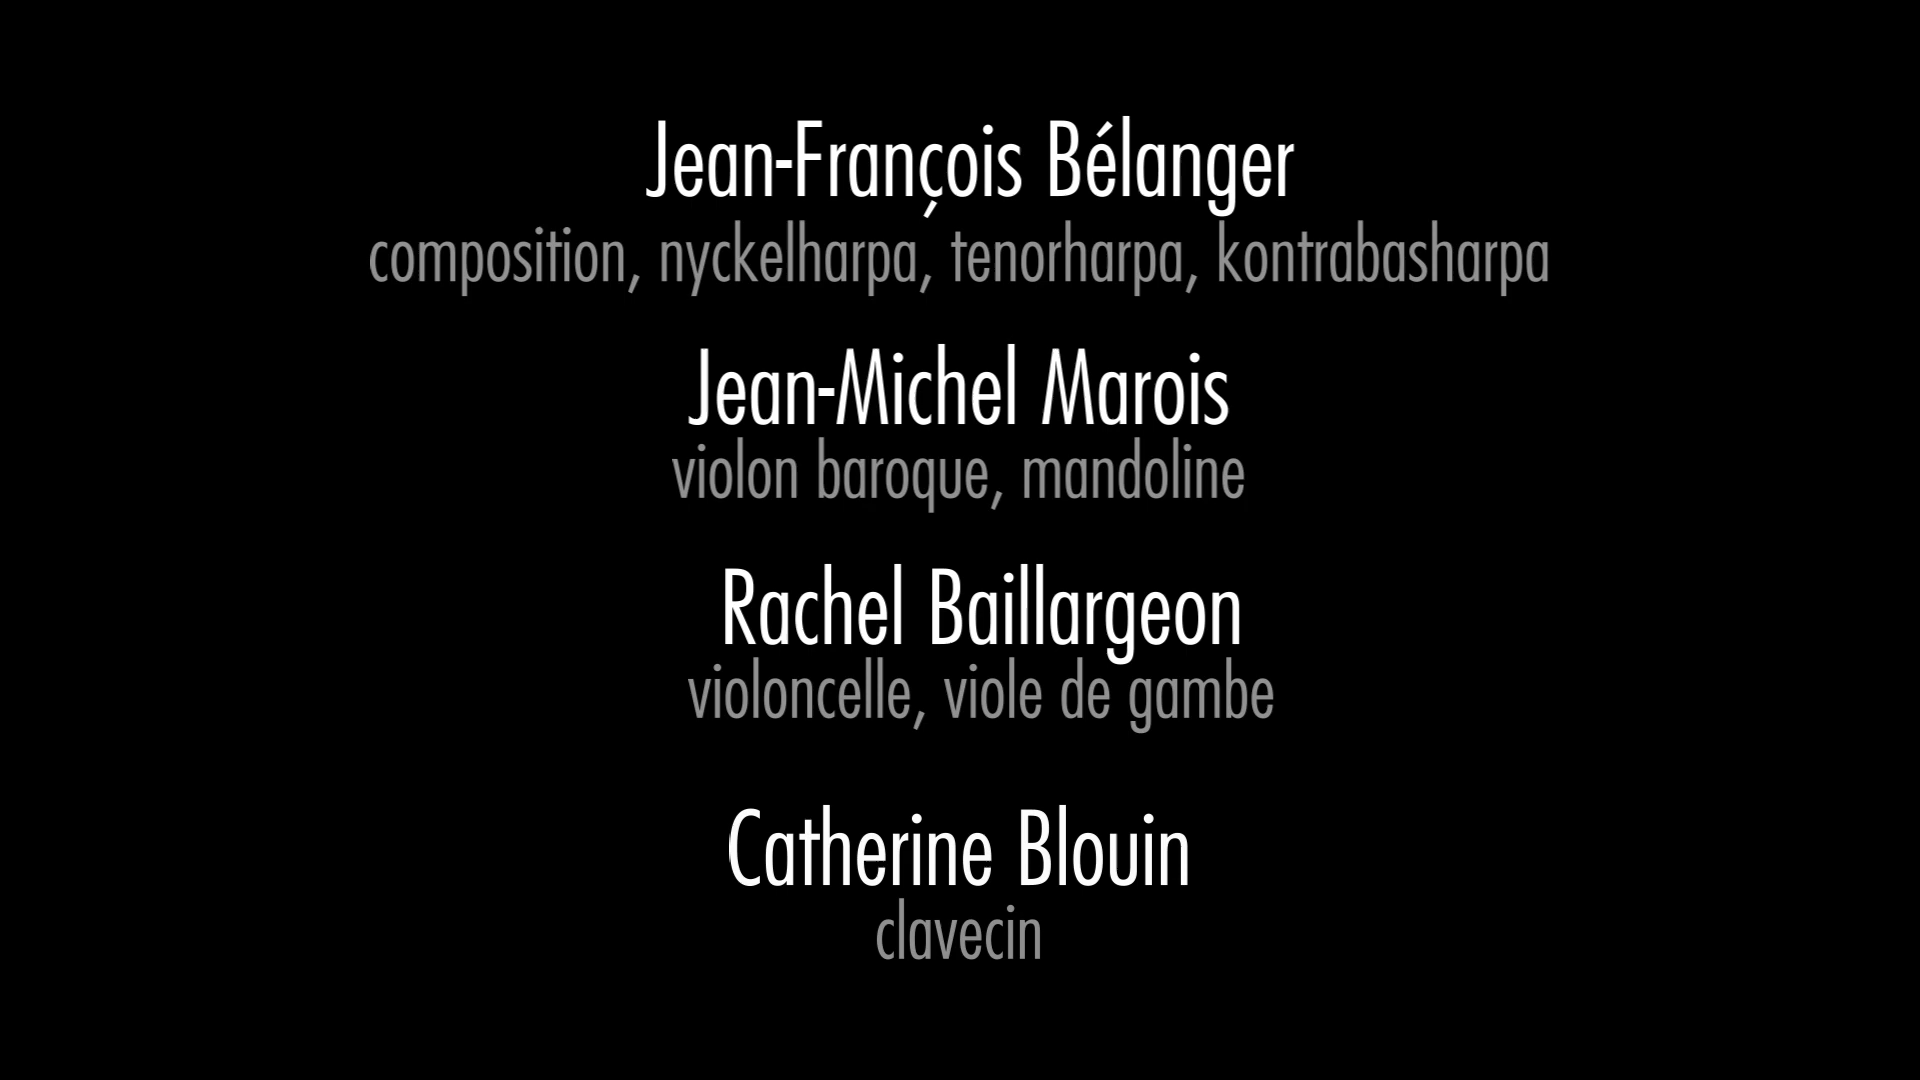 Jean-François Bélanger
composition, nyckelharpa, tenorharpa, kontrabasharpa
Jean-Michel Marois
violon baroque, mandoline
Rachel Baillargeon
violoncelle, viole de gambe
Catherine Blouin
clavecin